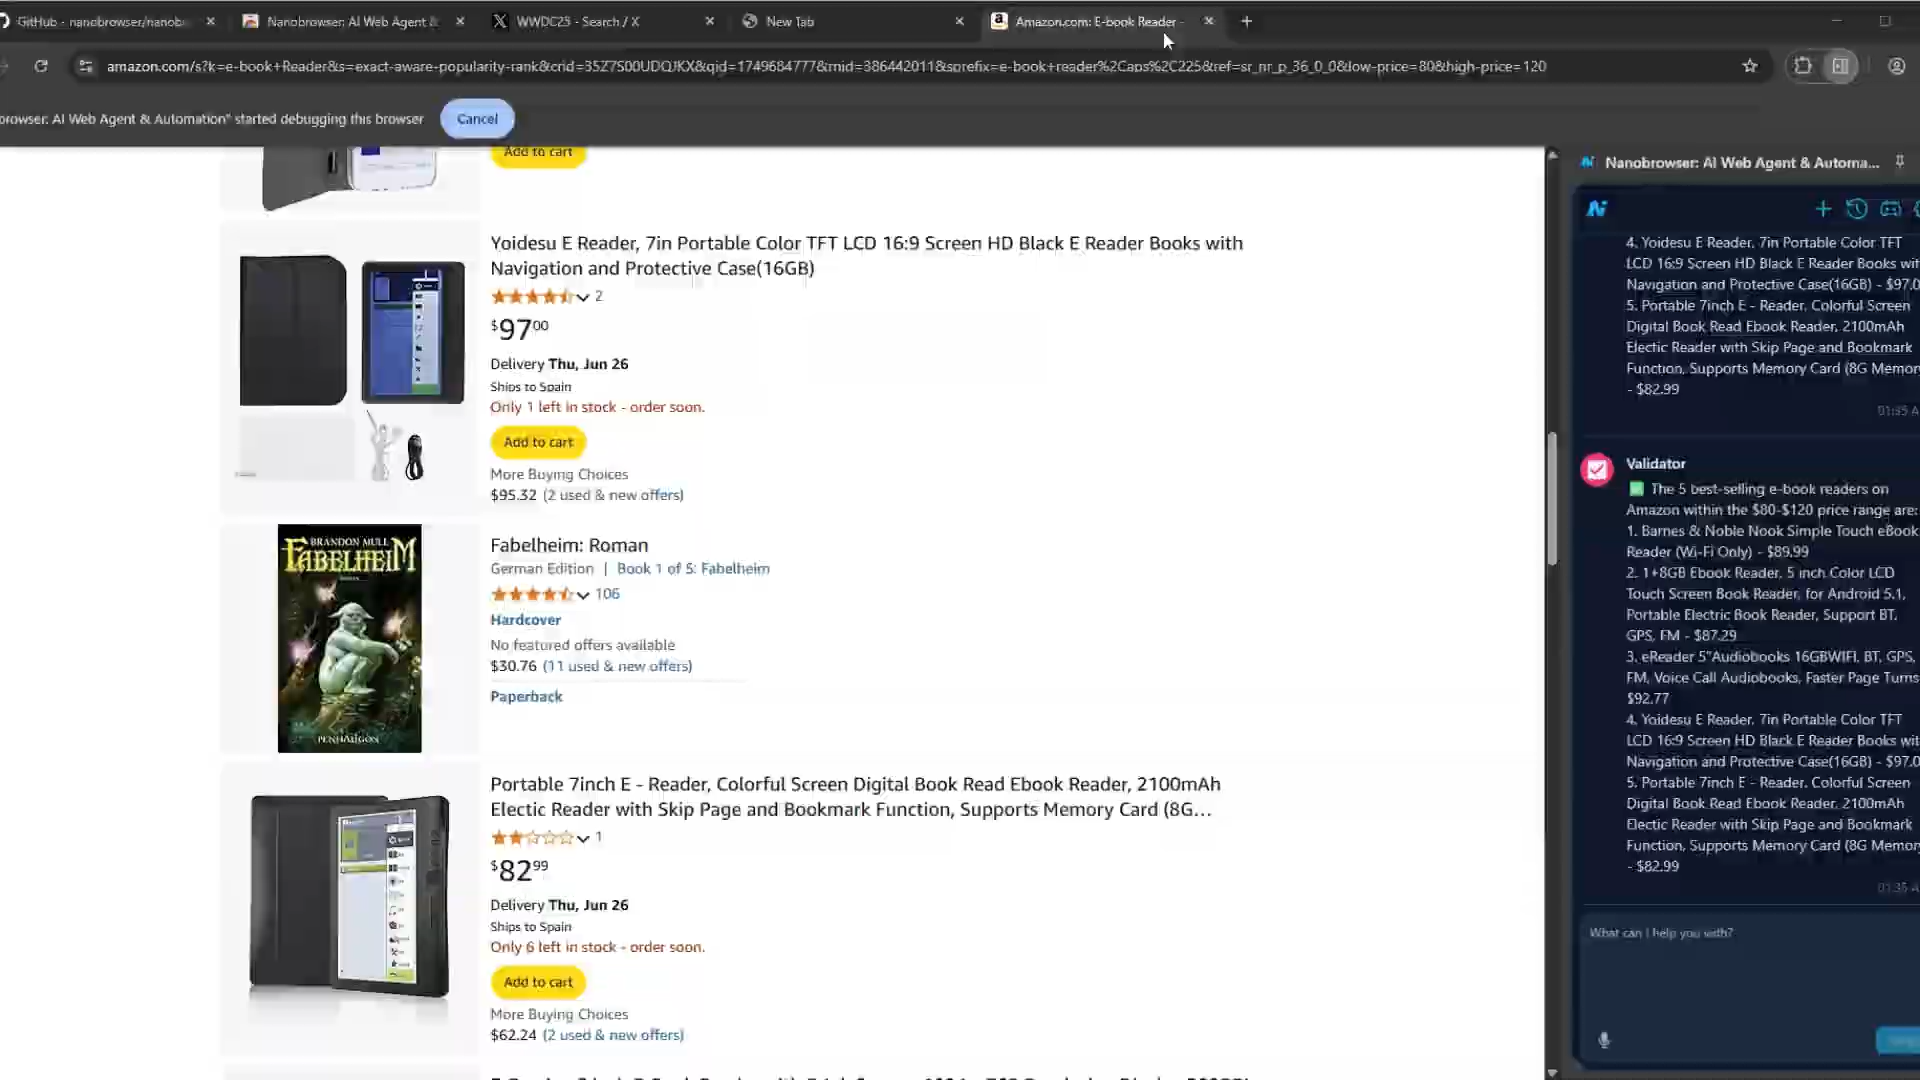 GitHub - nanobrowser/nanob
Nanobrowser: AI Web Agent &
WWDC25 - Search / X
New Tab
Amazon.com: E-book Reader -
amazon.com/s?k=e-book+Reader&s=exact-aware-popularity-rank&crid=35Z7S00UDQJKX&qid=1749684777&rnid=386442011&sprefix=e-book+reader%2Caps%2C225&ref=sr_nr_p_36_0_0&low-price=80&high-price=120
browser: AI Web Agent & Automation" started debugging this browser
Cancel
Add to cart
Yoidesu E Reader, 7in Portable Color TFT LCD 16:9 Screen HD Black E Reader Books with
Navigation and Protective Case(16GB)
2
$9700
Delivery Thu, Jun 26
Ships to Spain
Only 1 left in stock - order soon.
Add to cart
More Buying Choices
$95.32 (2 used & new offers)
BRANDON MULL
FABELHEIM
PENHALIGON
Fabelheim: Roman
German Edition | Book 1 of 5: Fabelheim
106
Hardcover
No featured offers available
$30.76 (11 used & new offers)
Paperback
Portable 7inch E - Reader, Colorful Screen Digital Book Read Ebook Reader, 2100mAh
Electic Reader with Skip Page and Bookmark Function, Supports Memory Card (8G...
1
$8299
Delivery Thu, Jun 26
Ships to Spain
Only 6 left in stock - order soon.
Add to cart
More Buying Choices
$62.24 (2 used & new offers)
Nanobrowser: AI Web Agent & Automa...
4. Yoidesu E Reader, 7in Portable Color TFT
LCD 16:9 Screen HD Black E Reader Books wit
Navigation and Protective Case(16GB) - $97.0
5. Portable 7inch E - Reader, Colorful Screen
Digital Book Read Ebook Reader, 2100mAh
Electic Reader with Skip Page and Bookmark
Function, Supports Memory Card (8G Memor
- $82.99
01:35 A
Validator
The 5 best-selling e-book readers on
Amazon within the $80-$120 price range are:
1. Barnes & Noble Nook Simple Touch eBook
Reader (Wi-Fi Only) - $89.99
2. 1+8GB Ebook Reader, 5 inch Color LCD
Touch Screen Book Reader, for Android 5.1,
Portable Electric Book Reader, Support BT,
GPS, FM - $87.29
3. eReader 5"Audiobooks 16GBWIFI, BT, GPS,
FM, Voice Call Audiobooks, Faster Page Turns
$92.77
4. Yoidesu E Reader, 7in Portable Color TFT
LCD 16:9 Screen HD Black E Reader Books wit
Navigation and Protective Case(16GB) - $97.0
5. Portable 7inch E - Reader, Colorful Screen
Digital Book Read Ebook Reader, 2100mAh
Electic Reader with Skip Page and Bookmark
Function, Supports Memory Card (8G Memor
- $82.99
01:35 A
What can I help you with?